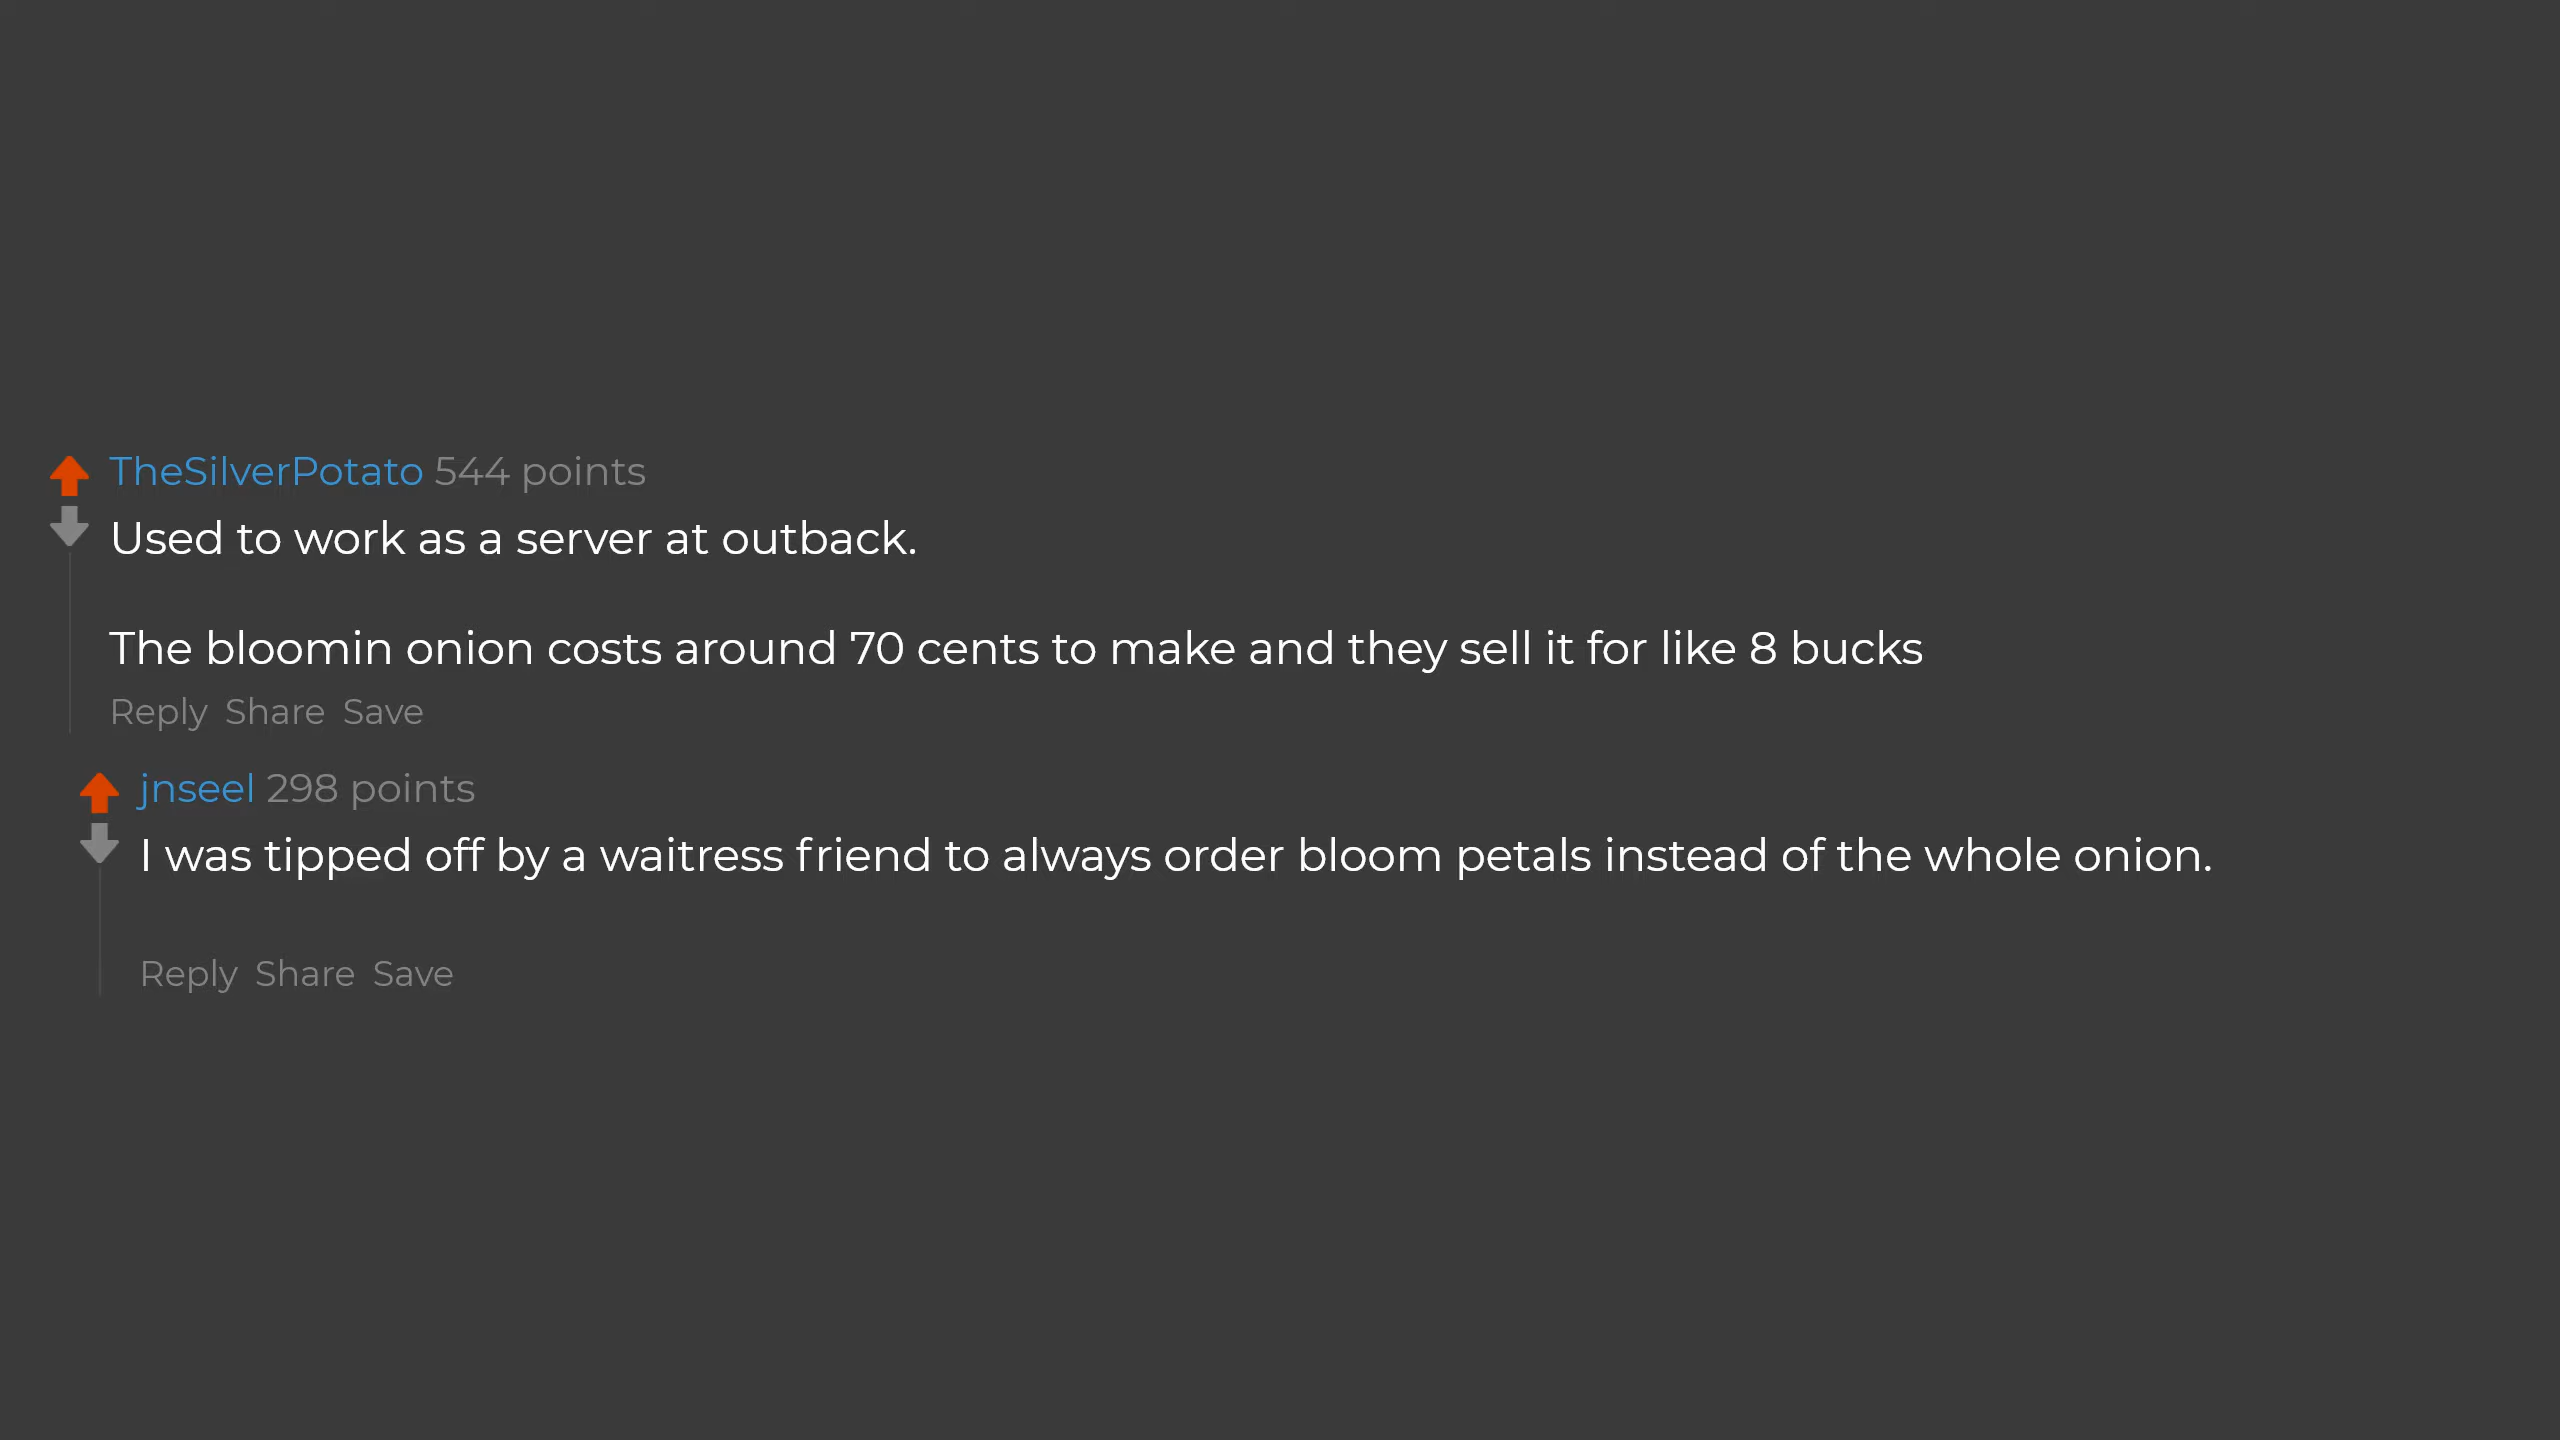 TheSilverPotato 544 points
Used to work as a server at outback.
The bloomin onion costs around 70 cents to make and they sell it for like 8 bucks
Reply Share Save
jnseel 298 points
I was tipped off by a waitress friend to always order bloom petals instead of the whole onion.
Reply Share Save